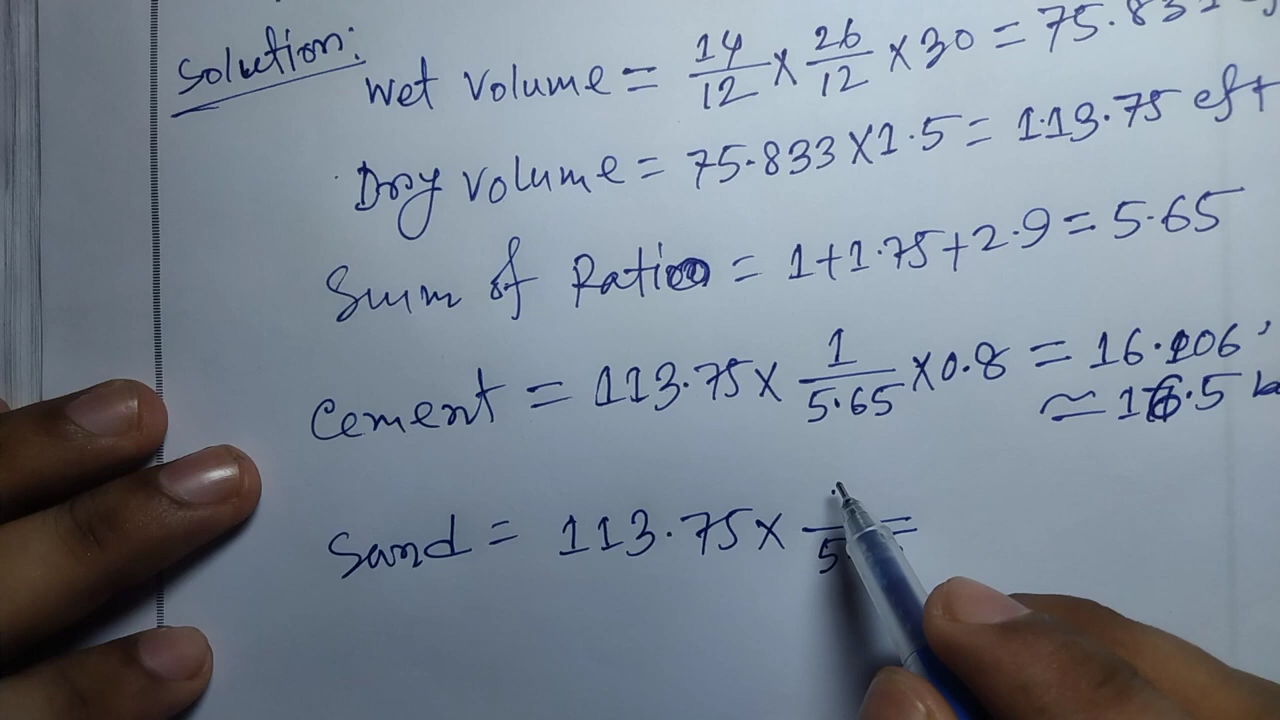 Solution:
Wet Volume = 14/12 × 26/12 × 30 = 75.833
Dry Volume = 75.833 × 1.5 = 113.75 cft
Sum of Ratio = 1+1.75+2.9 = 5.65
Cement = 113.75 × 1/5.65 × 0.8 = 16.106
≈ 16.5
Sand = 113.75 × /5 =